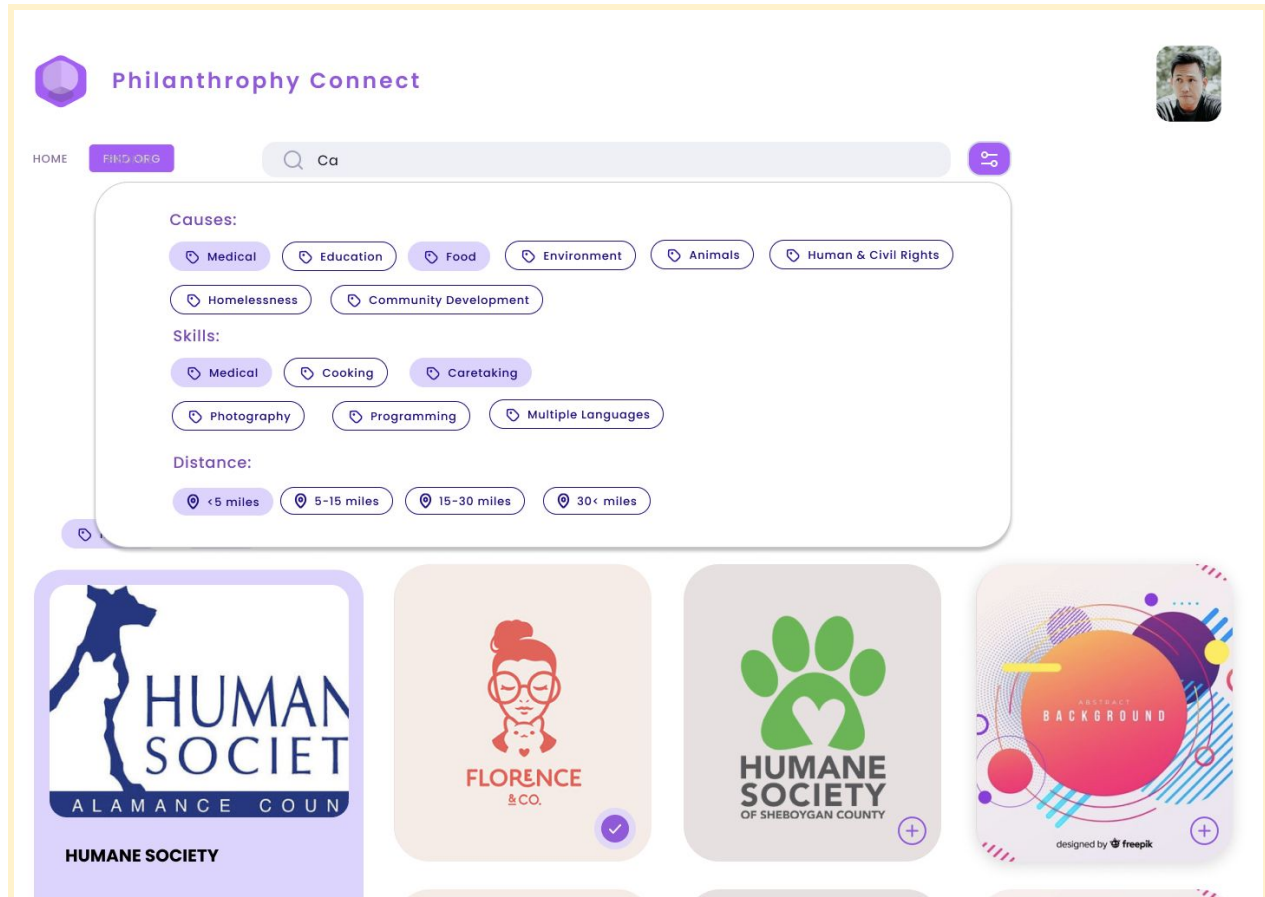 Philanthrophy Connect
HOME FIND ORG Ca
Causes:
Medical Education Food Environment Animals Human & Civil Rights
Homelessness Community Development
Skills:
Medical Cooking Caretaking
Photography Programming Multiple Languages
Distance:
<5 miles 5-15 miles 15-30 miles 30< miles
HUMAN
SOCIET
ALAMANCE COUN
HUMANE SOCIETY
FLORENCE
& CO.
HUMANE
SOCIETY
OF SHEBOYGAN COUNTY
ABSTRACT
BACKGROUND
designed by freepik